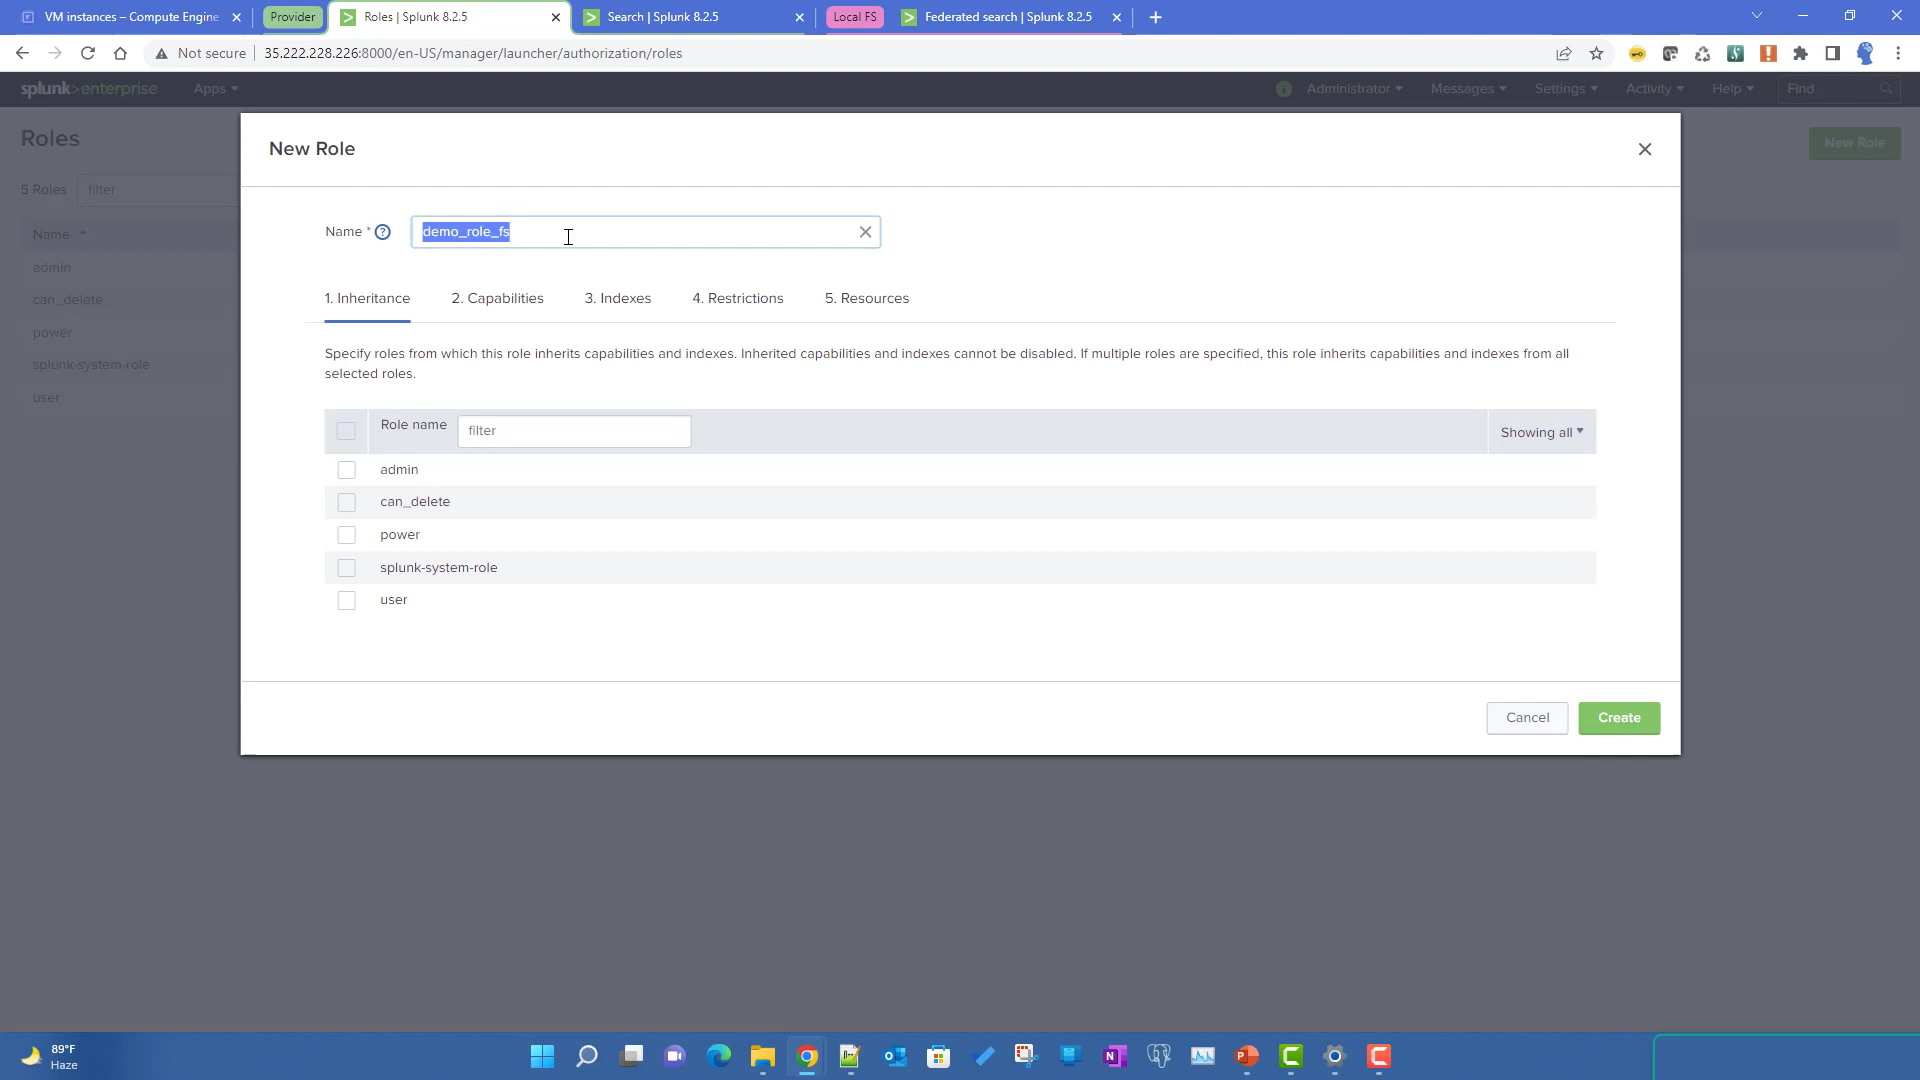 VM instances – Compute Engine
Provider
Roles | Splunk 8.2.5
Search | Splunk 8.2.5
Local FS
Federated search | Splunk 8.2.5
Not secure
35.222.228.226:8000/en-US/manager/launcher/authorization/roles
splunk>enterprise
Apps
Administrator
Messages
Settings
Activity
Help
Find
Roles
New Role
5 Roles
filter
Name
admin
can_delete
power
splunk-system-role
user
New Role
Name *
demo_role_fs
1. Inheritance
2. Capabilities
3. Indexes
4. Restrictions
5. Resources
Specify roles from which this role inherits capabilities and indexes. Inherited capabilities and indexes cannot be disabled. If multiple roles are specified, this role inherits capabilities and indexes from all
selected roles.
Role name
filter
Showing all
admin
can_delete
power
splunk-system-role
user
Cancel
Create
89°F
Haze